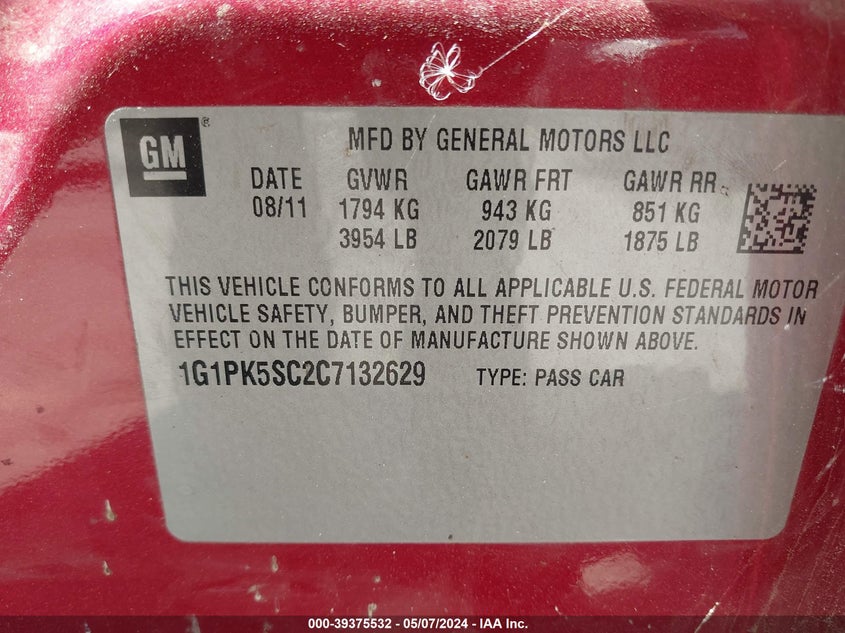 GM
®
MFD BY GENERAL MOTORS LLC
DATE GVWR GAWR FRT GAWR RR
08/11 1794 KG 943 KG 851 KG
3954 LB 2079 LB 1875 LB
THIS VEHICLE CONFORMS TO ALL APPLICABLE U.S. FEDERAL MOTOR
VEHICLE SAFETY, BUMPER, AND THEFT PREVENTION STANDARDS IN
EFFECT ON THE DATE OF MANUFACTURE SHOWN ABOVE.
1G1PK5SC2C7132629 TYPE: PASS CAR
000-39375532 - 05/07/2024 - IAA Inc.